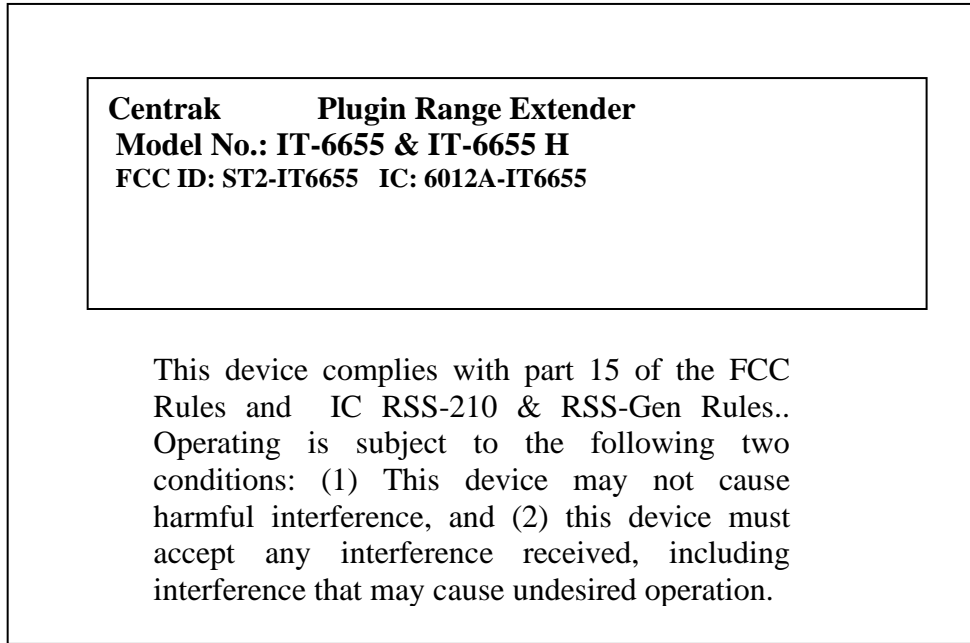 Centrak Plugin Range Extender
Model No.: IT-6655 & IT-6655 H
FCC ID: ST2-IT6655 IC: 6012A-IT6655
This device complies with part 15 of the FCC
Rules and IC RSS-210 & RSS-Gen Rules..
Operating is subject to the following two
conditions: (1) This device may not cause
harmful interference, and (2) this device must
accept any interference received, including
interference that may cause undesired operation.